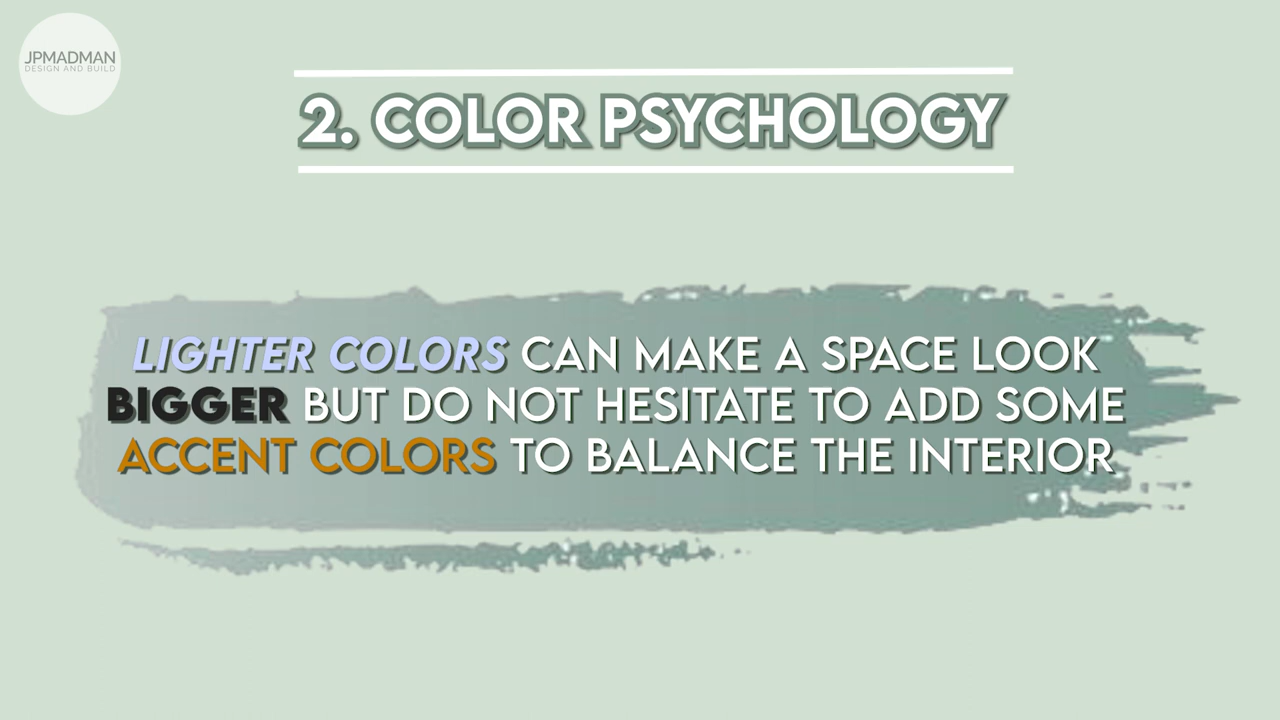 JPMADMAN
DESIGN AND BUILD
2. COLOR PSYCHOLOGY
LIGHTER COLORS CAN MAKE A SPACE LOOK
BIGGER BUT DO NOT HESITATE TO ADD SOME
ACCENT COLORS TO BALANCE THE INTERIOR